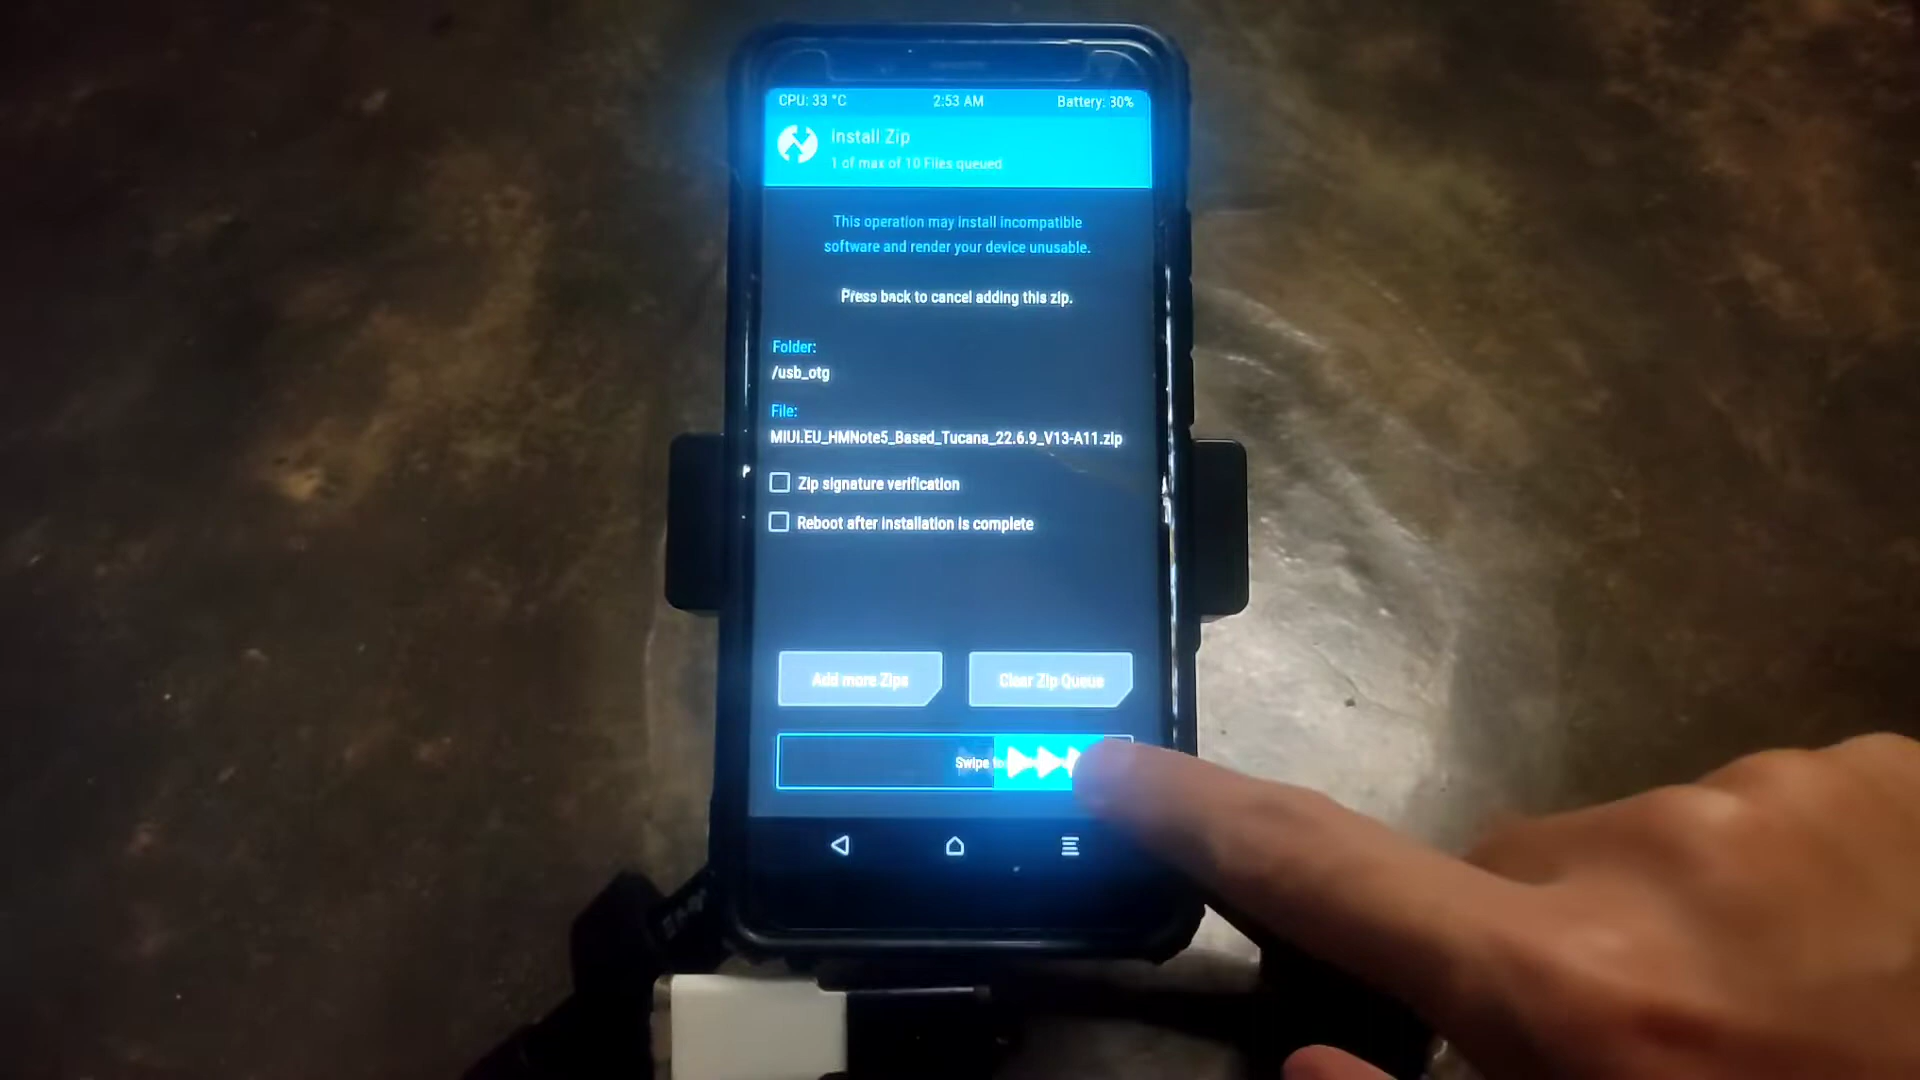 CPU: 33 °C 2:53 AM Battery: 30%
Install Zip
1 of max of 10 Files queued
This operation may install incompatible
software and render your device unusable.
Press back to cancel adding this zip.
Folder:
/usb_otg
File:
MIUI.EU_HMNote5_Based_Tucana_22.6.9_V13-A11.zip
Zip signature verification
Reboot after installation is complete
Add more Zips Clear Zip Queue
Swipe to